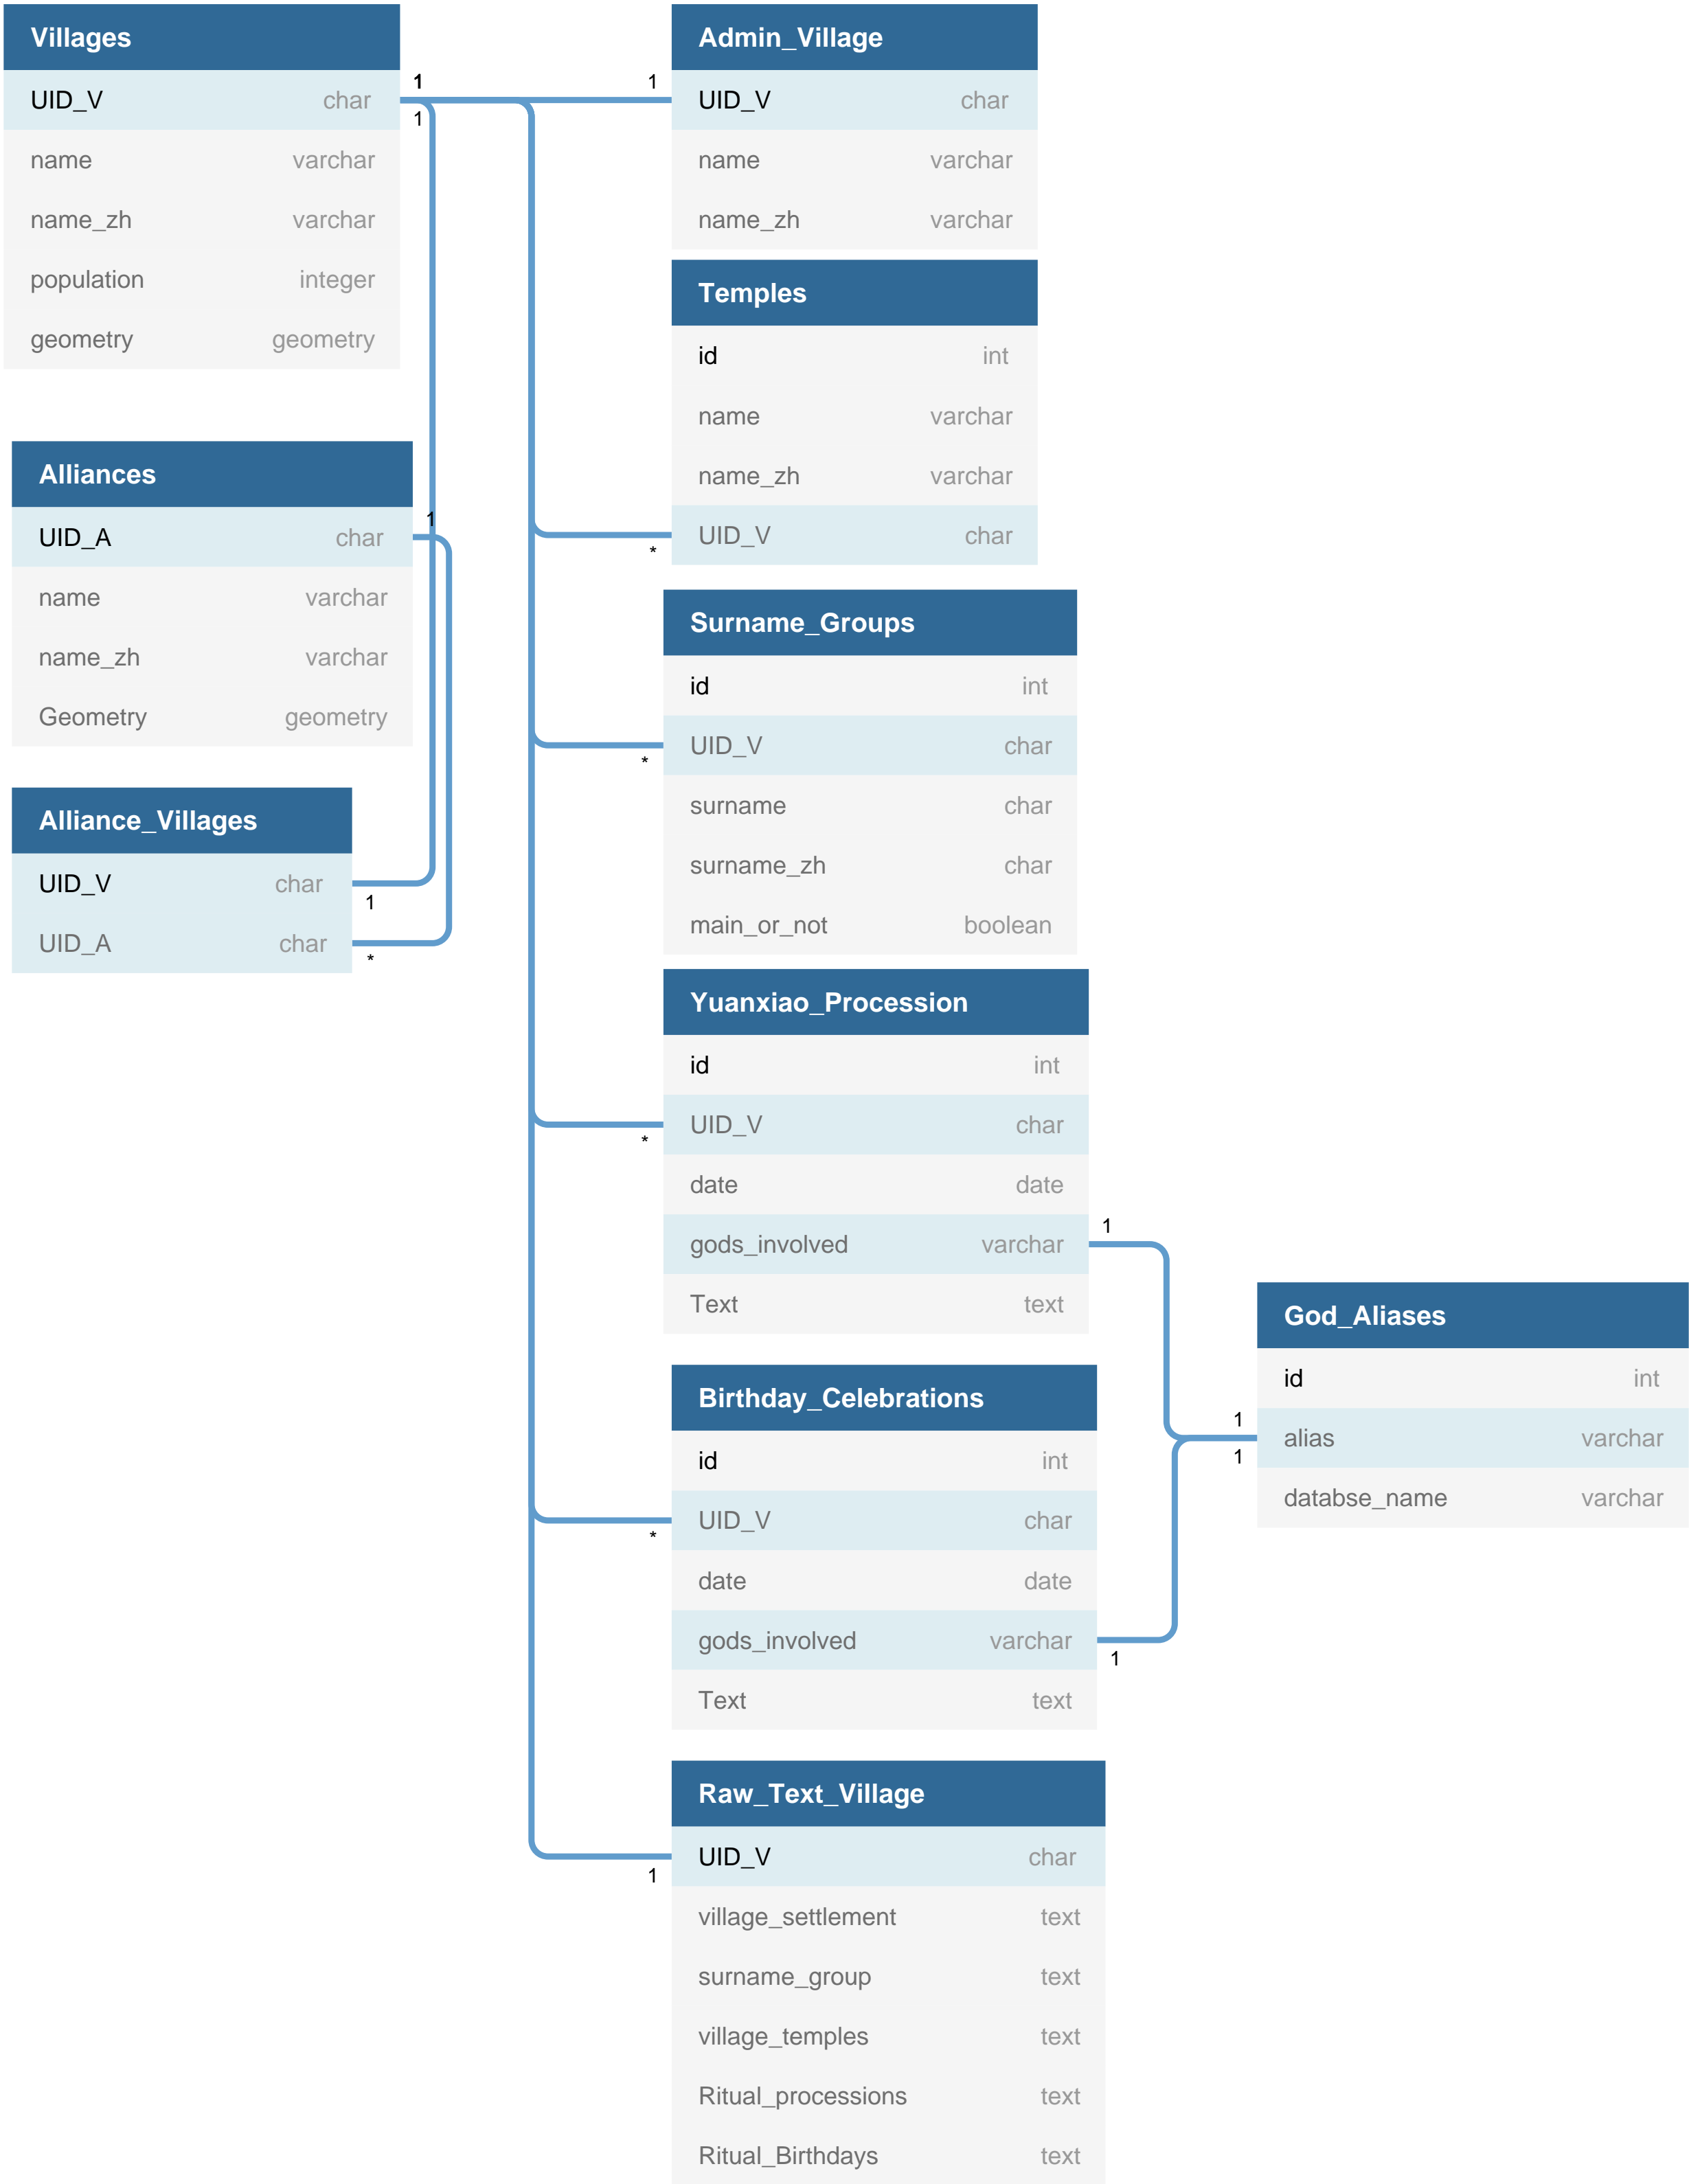 Villages
UID_V char
name varchar
name_zh varchar
population integer
geometry geometry
1
1
1
Admin_Village
UID_V char
name varchar
name_zh varchar
Temples
id int
name varchar
name_zh varchar
UID_V char
*
Alliances
UID_A char
name varchar
name_zh varchar
Geometry geometry
1
Alliance_Villages
UID_V char
UID_A char
1
*
Surname_Groups
id int
UID_V char
surname char
surname_zh char
main_or_not boolean
*
Yuanxiao_Procession
id int
UID_V char
date date
gods_involved varchar
Text text
*
1
God_Aliases
id int
alias varchar
databse_name varchar
1
1
Birthday_Celebrations
id int
UID_V char
date date
gods_involved varchar
Text text
*
1
Raw_Text_Village
UID_V char
village_settlement text
surname_group text
village_temples text
Ritual_processions text
Ritual_Birthdays text
1